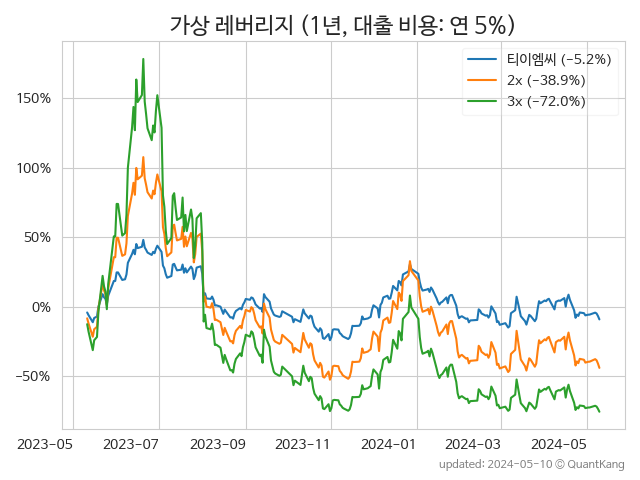 가상 레버리지 (1년, 대출 비용: 연 5%)
티이엠씨 (−5.2%)
2x (−38.9%)
3x (−72.0%)
150%
100%
50%
0%
−50%
2023-05 2023-07 2023-09 2023-11 2024-01 2024-03 2024-05
updated: 2024-05-10 © QuantKang